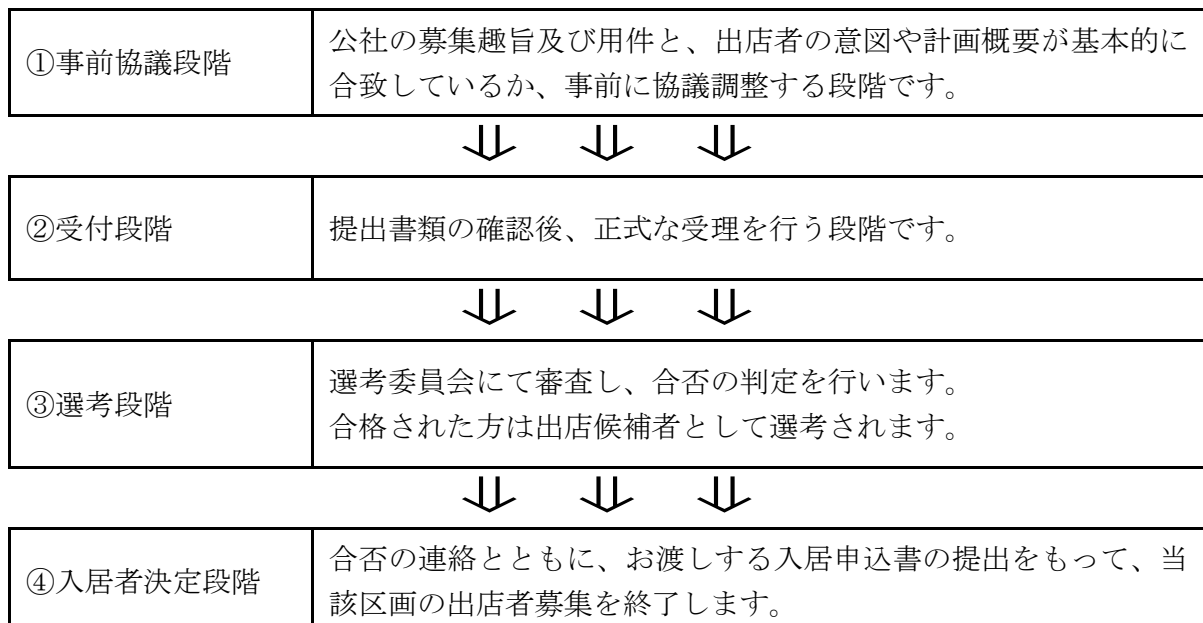 ①事前協議段階
公社の募集趣旨及び用件と、出店者の意図や計画概要が基本的に
合致しているか、事前に協議調整する段階です。
②受付段階
提出書類の確認後、正式な受理を行う段階です。
③選考段階
選考委員会にて審査し、合否の判定を行います。
合格された方は出店候補者として選考されます。
④入居者決定段階
合否の連絡とともに、お渡しする入居申込書の提出をもって、当
該区画の出店者募集を終了します。